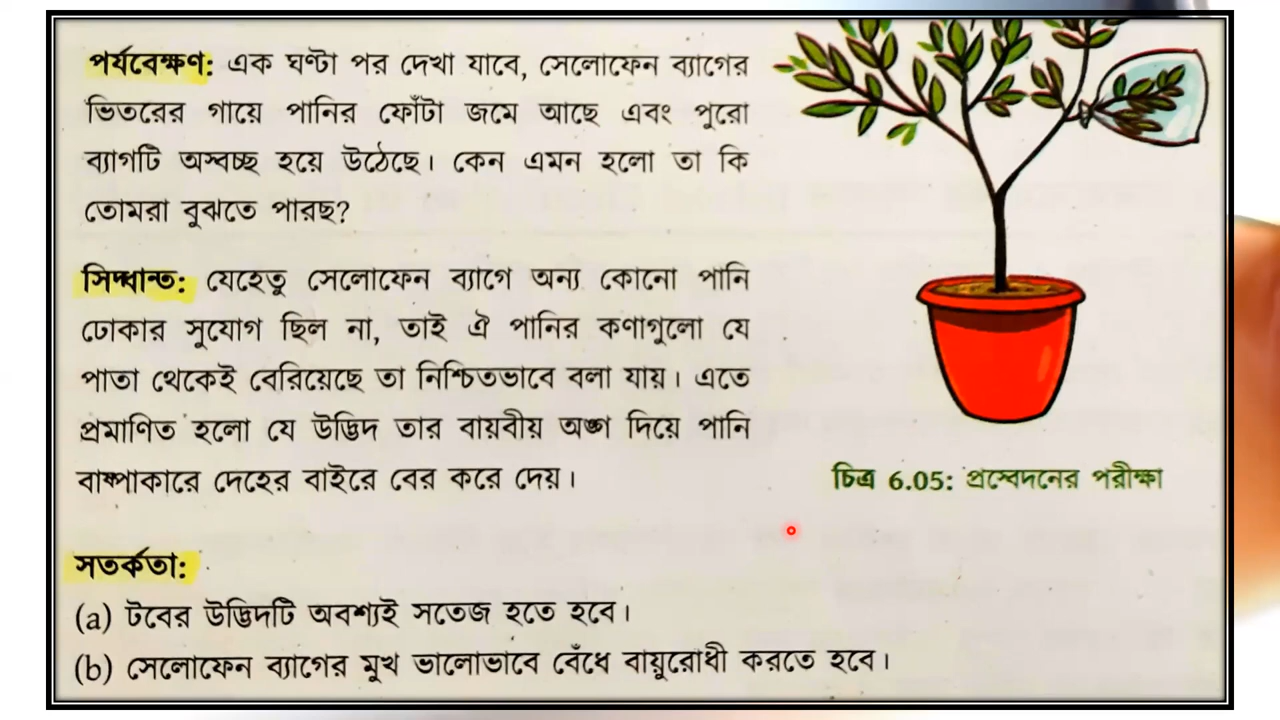 পর্যবেক্ষণ: এক ঘণ্টা পর দেখা যাবে, সেলোফেন ব্যাগের
ভিতরের গায়ে পানির ফোঁটা জমে আছে এবং পুরো
ব্যাগটি অস্বচ্ছ হয়ে উঠেছে। কেন এমন হলো তা কি
তোমরা বুঝতে পারছ?
সিদ্ধান্ত: যেহেতু সেলোফেন ব্যাগে অন্য কোনো পানি
ঢোকার সুযোগ ছিল না, তাই ঐ পানির কণাগুলো যে
পাতা থেকেই বেরিয়েছে তা নিশ্চিতভাবে বলা যায়। এতে
প্রমাণিত হলো যে উদ্ভিদ তার বায়বীয় অঙ্গ দিয়ে পানি
বাষ্পাকারে দেহের বাইরে বের করে দেয়।
চিত্র 6.05: প্রস্বেদনের পরীক্ষা
সতর্কতা:
(a) টবের উদ্ভিদটি অবশ্যই সতেজ হতে হবে।
(b) সেলোফেন ব্যাগের মুখ ভালোভাবে বেঁধে বায়ুরোধী করতে হবে।